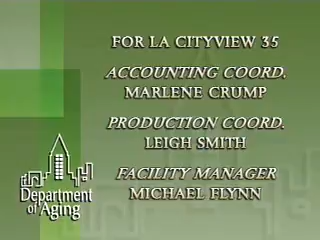 FOR LA CITYVIEW 35
ACCOUNTING COORD.
MARLENE CRUMP
PRODUCTION COORD.
LEIGH SMITH
FACILITY MANAGER
MICHAEL FLYNN
Department
of Aging